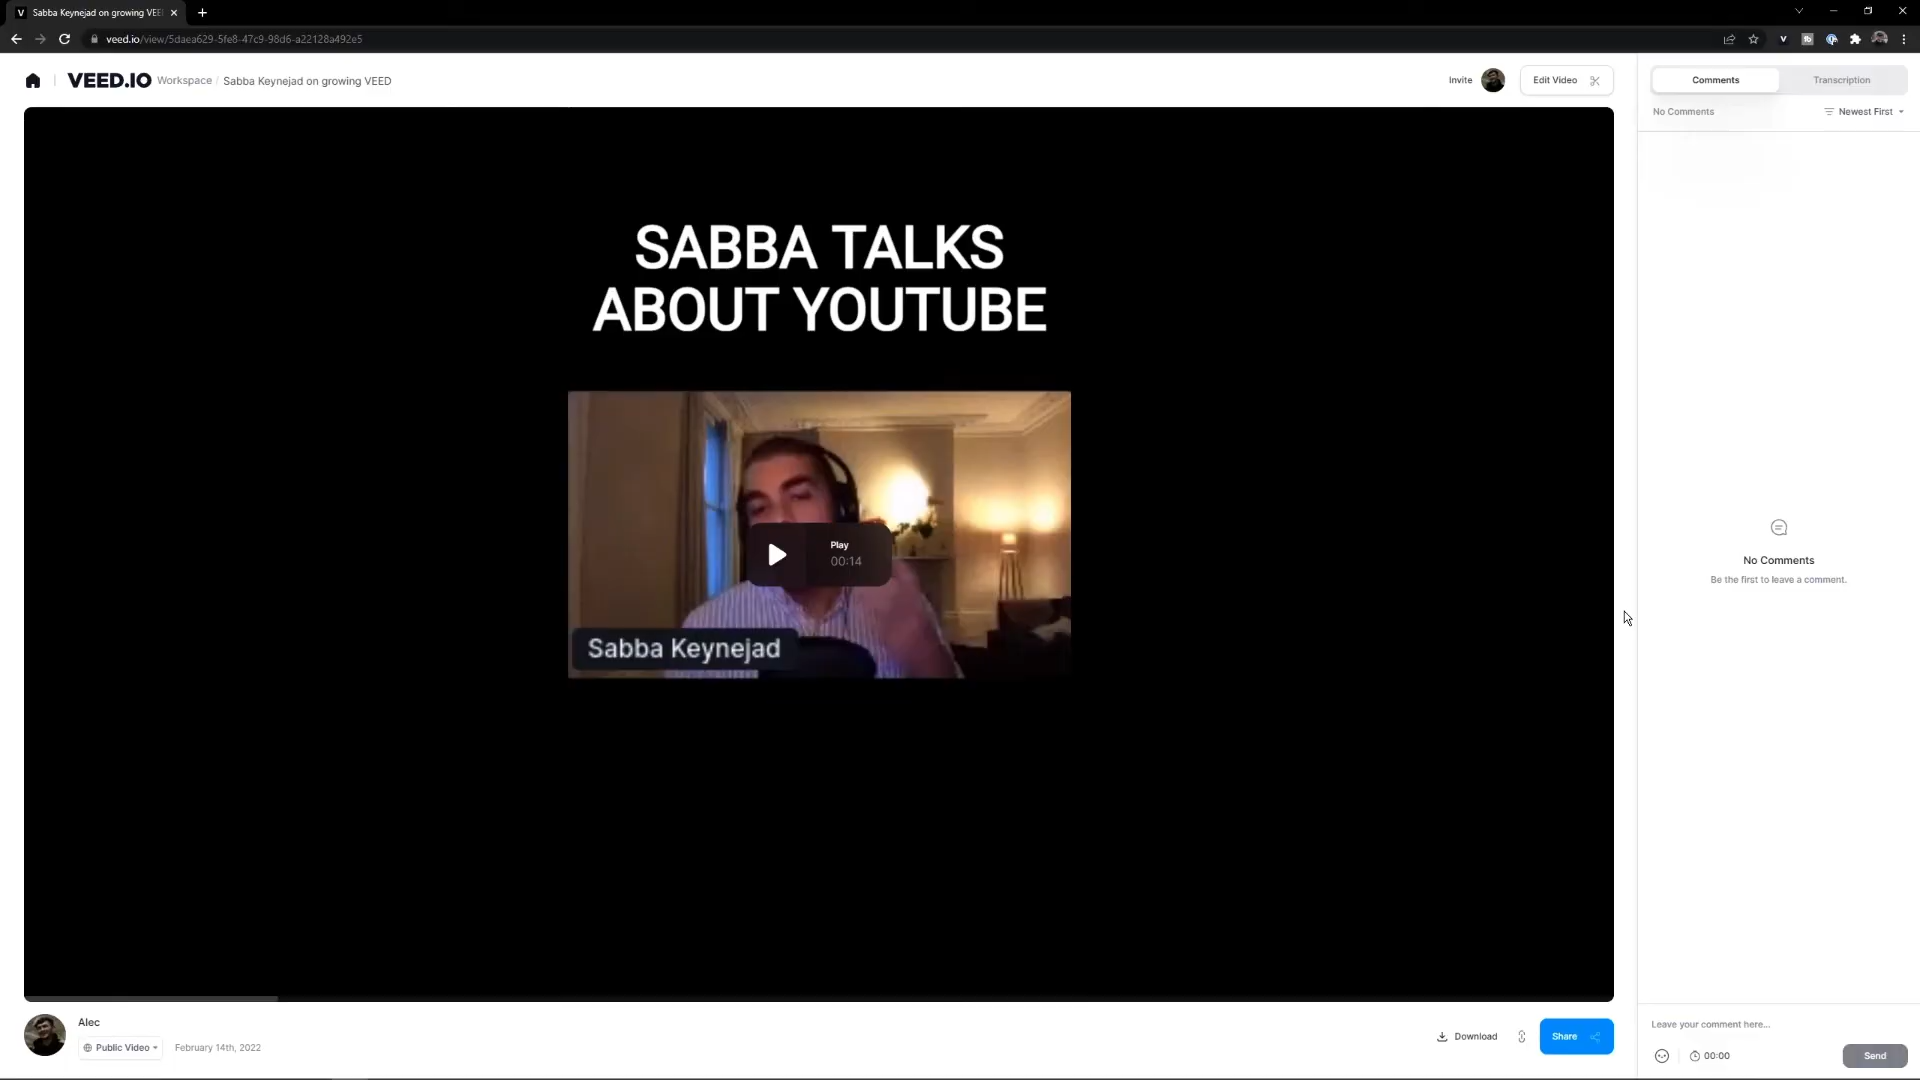 V Sabba Keynejad on growing VEE
veed.io/view/5daea629-5fe8-47c9-98d6-a22128a492e5
VEED.IO Workspace / Sabba Keynejad on growing VEED
Invite
Edit Video
Comments
Transcription
No Comments
Newest First
SABBA TALKS
ABOUT YOUTUBE
Play
00:14
Sabba Keynejad
No Comments
Be the first to leave a comment.
Alec
Public Video
February 14th, 2022
Download
Share
Leave your comment here...
00:00
Send